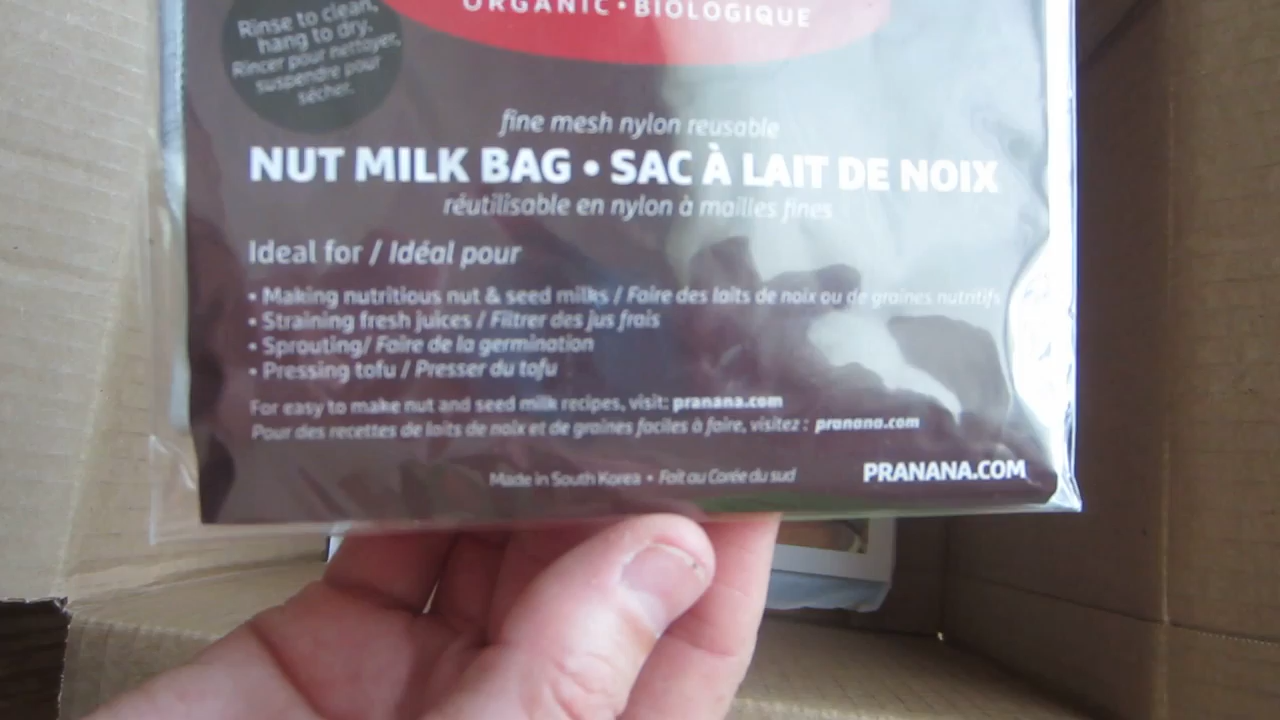 ORGANIC • BIOLOGIQUE
Rinse to clean,
hang to dry.
Rincer pour nettoyer,
suspendre pour
sécher.
fine mesh nylon reusable
NUT MILK BAG • SAC À LAIT DE NOIX
réutilisable en nylon à mailles fines
Ideal for / Idéal pour
• Making nutritious nut & seed milks / Faire des laits de noix ou de graines nutritifs
• Straining fresh juices / Filtrer des jus frais
• Sprouting/ Faire de la germination
• Pressing tofu / Presser du tofu
For easy to make nut and seed milk recipes, visit: pranana.com
Pour des recettes de laits de noix et de graines faciles à faire, visitez : pranana.com
Made in South Korea • Fait au Corée du sud
PRANANA.COM